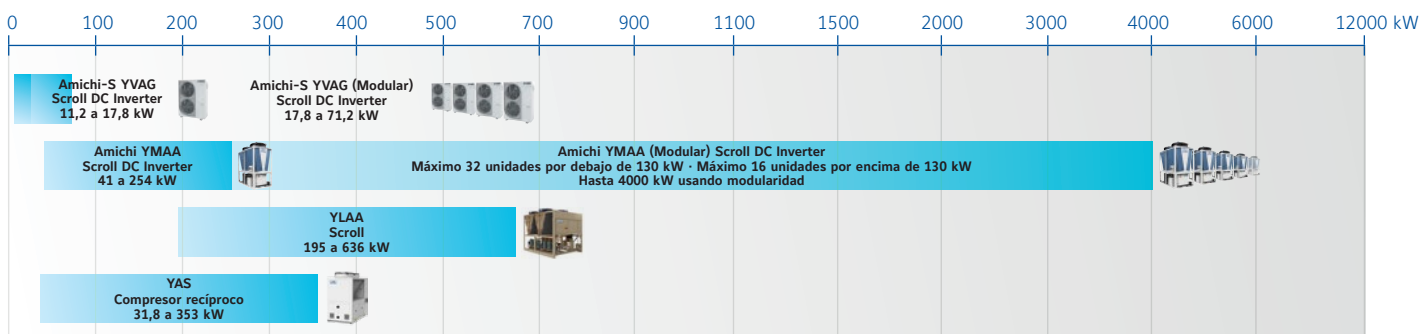 0 100 200 300 400 500 700 900 1100 1500 2000 3000 4000 6000 12000 kW
Amichi-S YVAG
Scroll DC Inverter
11,2 a 17,8 kW
Amichi-S YVAG (Modular)
Scroll DC Inverter
17,8 a 71,2 kW
Amichi YMAA
Scroll DC Inverter
41 a 254 kW
Amichi YMAA (Modular) Scroll DC Inverter
Máximo 32 unidades por debajo de 130 kW · Máximo 16 unidades por encima de 130 kW
Hasta 4000 kW usando modularidad
YLAA
Scroll
195 a 636 kW
YAS
Compresor recíproco
31,8 a 353 kW